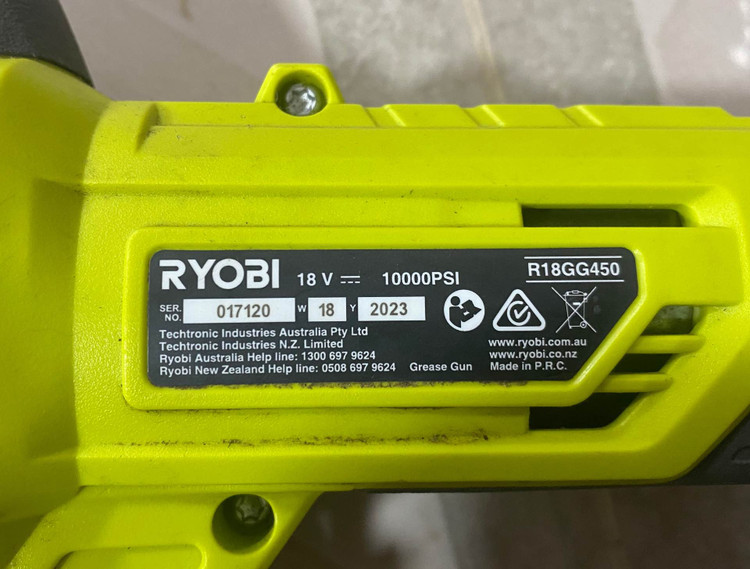 RYOBI 18 V 10000PSI R18GG450
SER. NO. 017120 W 18 Y 2023
Techtronic Industries Australia Pty Ltd
Techtronic Industries N.Z. Limited
Ryobi Australia Help line: 1300 697 9624
Ryobi New Zealand Help line: 0508 697 9624 Grease Gun
www.ryobi.com.au
www.ryobi.co.nz
Made in P.R.C.